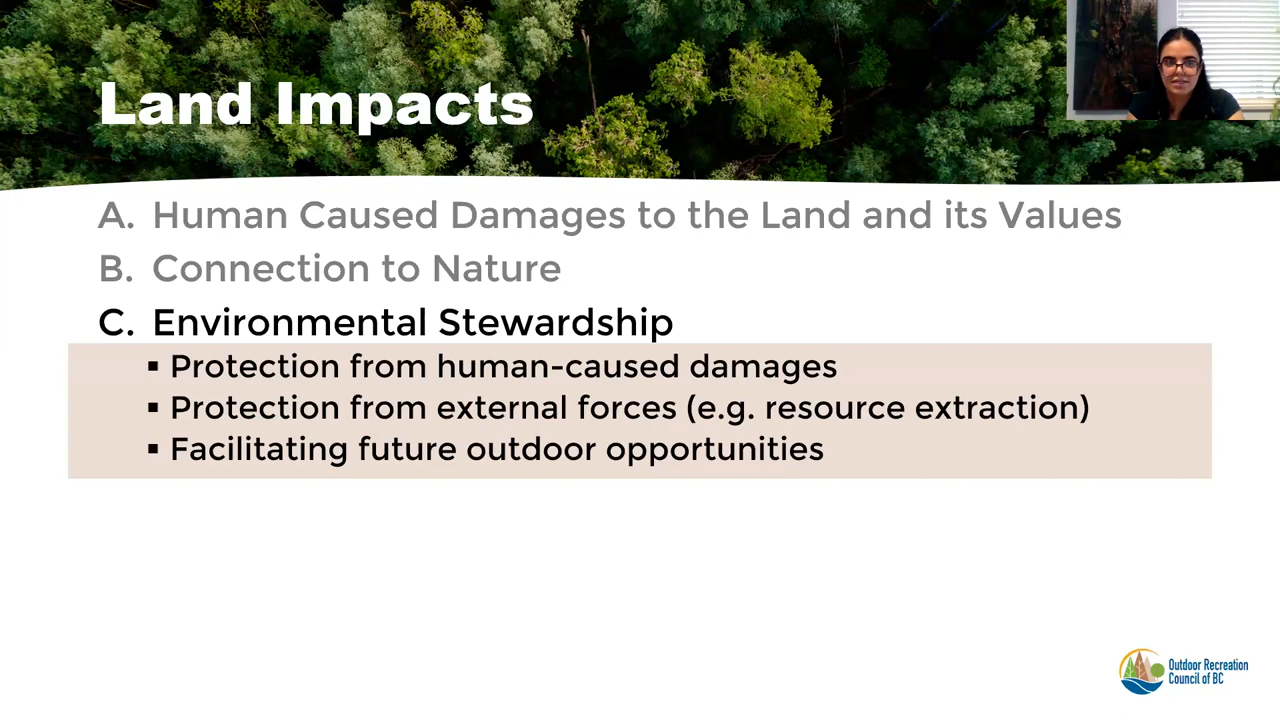 Land Impacts
A. Human Caused Damages to the Land and its Values
B. Connection to Nature
C. Environmental Stewardship
▪ Protection from human-caused damages
▪ Protection from external forces (e.g. resource extraction)
▪ Facilitating future outdoor opportunities
Outdoor Recreation
Council of BC